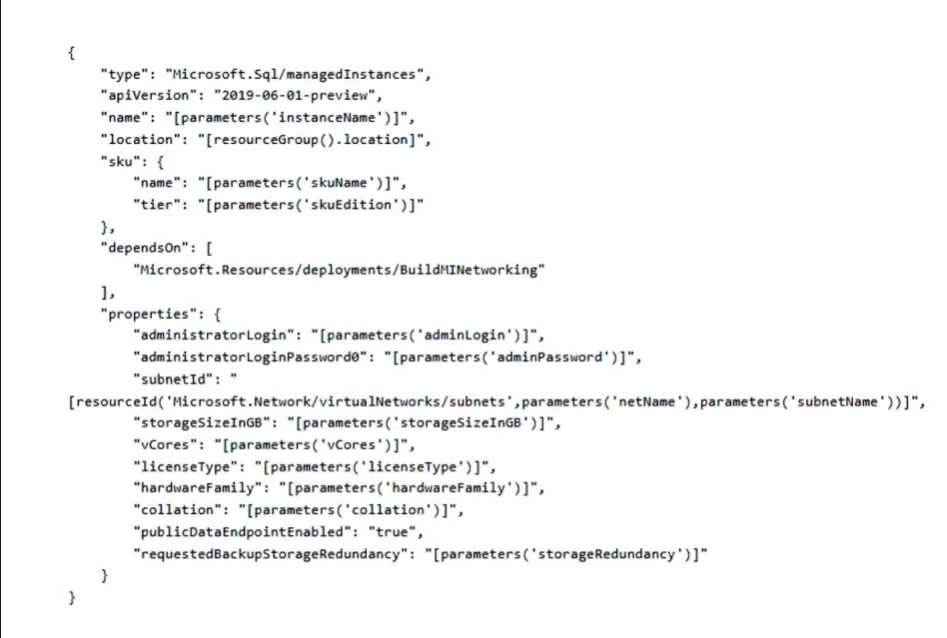 {
"type": "Microsoft.Sql/managedInstances",
"apiVersion": "2019-06-01-preview",
"name": "[parameters('instanceName')]",
"location": "[resourceGroup().location]",
"sku": {
"name": "[parameters('skuName')]",
"tier": "[parameters('skuEdition')]"
},
"dependsOn": [
"Microsoft.Resources/deployments/BuildMINetworking"
],
"properties": {
"administratorLogin": "[parameters('adminLogin')]",
"administratorLoginPassword0": "[parameters('adminPassword')]",
"subnetId": "
[resourceId('Microsoft.Network/virtualNetworks/subnets',parameters('netName'),parameters('subnetName'))]",
"storageSizeInGB": "[parameters('storageSizeInGB')]",
"vCores": "[parameters('vCores')]",
"licenseType": "[parameters('licenseType')]",
"hardwareFamily": "[parameters('hardwareFamily')]",
"collation": "[parameters('collation')]",
"publicDataEndpointEnabled": "true",
"requestedBackupStorageRedundancy": "[parameters('storageRedundancy')]"
}
}